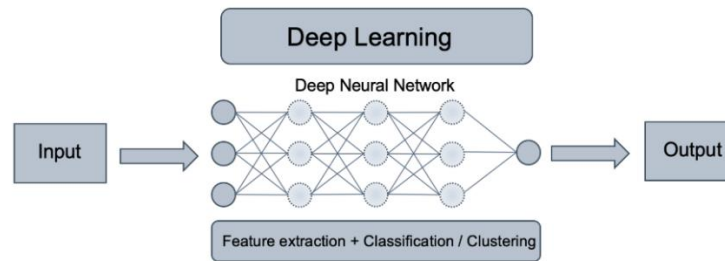 Deep Learning
Deep Neural Network
Input
Output
Feature extraction + Classification / Clustering